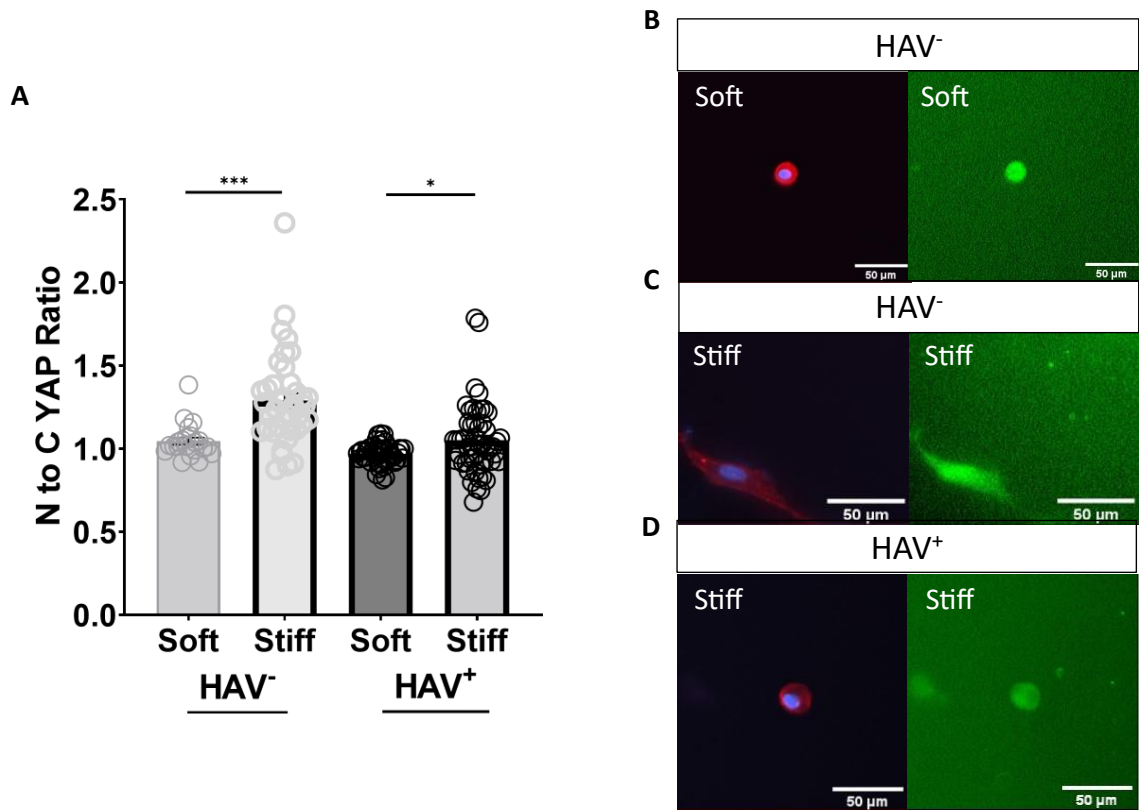 A
***
*
N to C YAP Ratio
2.5
2.0
1.5
1.0
0.5
0.0
Soft
Stiff
Soft
Stiff
HAV⁻
HAV⁺
B
HAV⁻
Soft
Soft
50 µm
50 µm
C
HAV⁻
Stiff
Stiff
50 µm
50 µm
D
HAV⁺
Stiff
Stiff
50 µm
50 µm